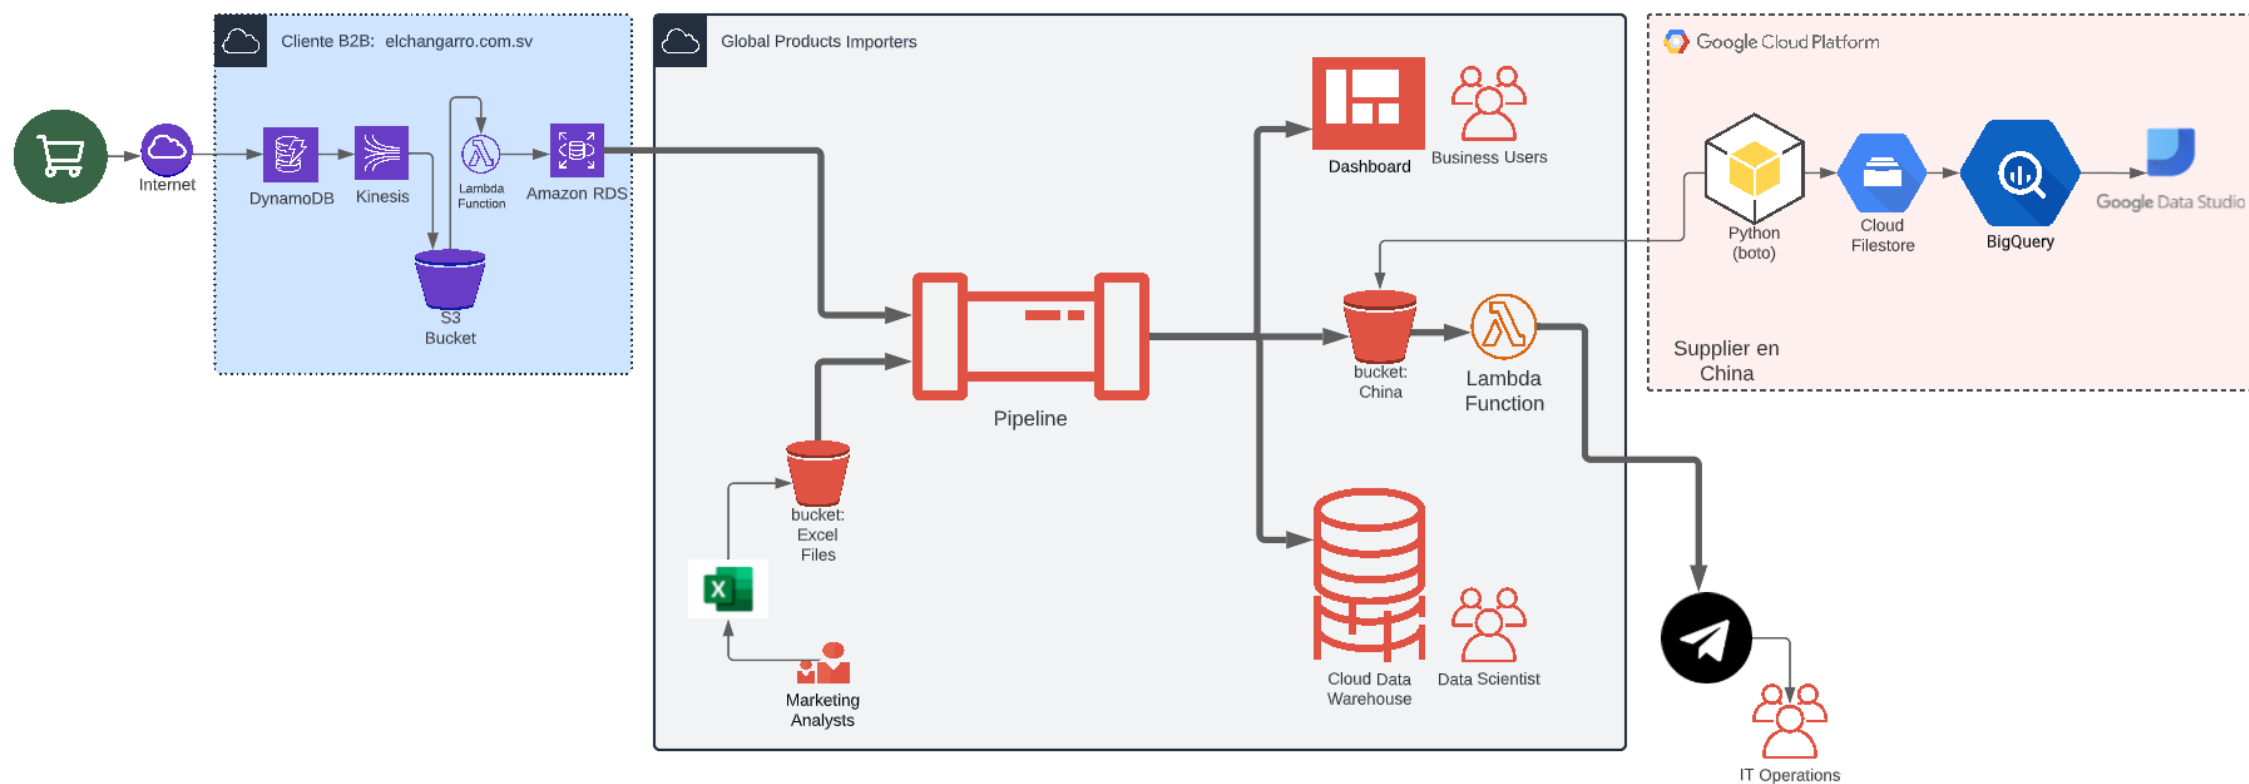 Cliente B2B: elchangarro.com.sv
Internet
DynamoDB
Kinesis
Lambda
Function
Amazon RDS
S3
Bucket
Global Products Importers
Pipeline
bucket:
Excel
Files
X
Marketing
Analysts
Dashboard
Business Users
bucket:
China
Lambda
Function
Cloud Data
Warehouse
Data Scientist
Google Cloud Platform
Python
(boto)
Cloud
Filestore
BigQuery
Google Data Studio
Supplier en
China
IT Operations